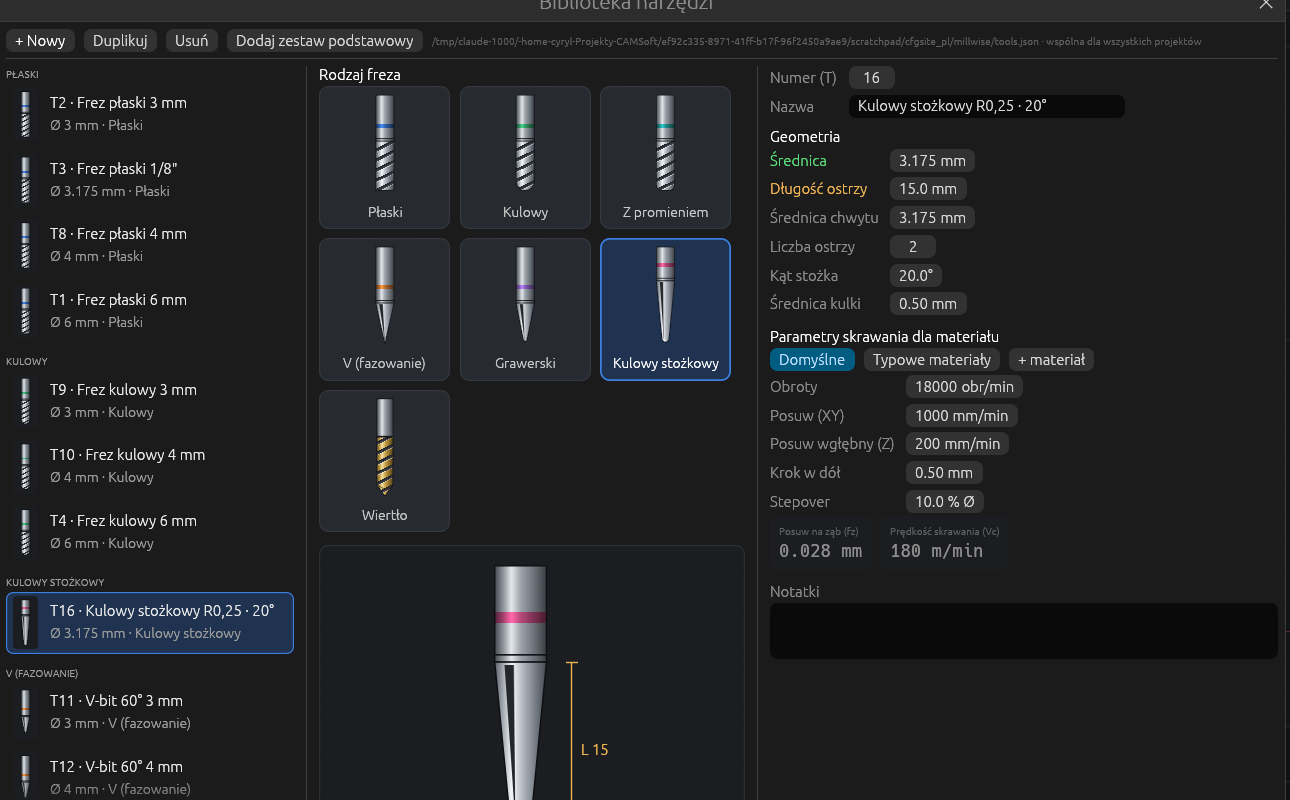 Biblioteka narzędzi
+ Nowy Duplikuj Usuń Dodaj zestaw podstawowy /tmp/claude-1000/-home-cyryl-Projekty-CAMSoft/ef92c335-8971-41ff-b17f-96f2450a9ae9/scratchpad/cfgsite_pl/millwise/tools.json · wspólna dla wszystkich projektów
PŁASKI
T2 · Frez płaski 3 mm
Ø 3 mm · Płaski
T3 · Frez płaski 1/8"
Ø 3.175 mm · Płaski
T8 · Frez płaski 4 mm
Ø 4 mm · Płaski
T1 · Frez płaski 6 mm
Ø 6 mm · Płaski
KULOWY
T9 · Frez kulowy 3 mm
Ø 3 mm · Kulowy
T10 · Frez kulowy 4 mm
Ø 4 mm · Kulowy
T4 · Frez kulowy 6 mm
Ø 6 mm · Kulowy
KULOWY STOŻKOWY
T16 · Kulowy stożkowy R0,25 · 20°
Ø 3.175 mm · Kulowy stożkowy
V (FAZOWANIE)
T11 · V-bit 60° 3 mm
Ø 3 mm · V (fazowanie)
T12 · V-bit 60° 4 mm
Ø 4 mm · V (fazowanie)
Rodzaj freza
Płaski Kulowy Z promieniem
V (fazowanie) Grawerski Kulowy stożkowy
Wiertło
L 15
Numer (T) 16
Nazwa Kulowy stożkowy R0,25 · 20°
Geometria
Średnica 3.175 mm
Długość ostrzy 15.0 mm
Średnica chwytu 3.175 mm
Liczba ostrzy 2
Kąt stożka 20.0°
Średnica kulki 0.50 mm
Parametry skrawania dla materiału
Domyślne Typowe materiały + materiał
Obroty 18000 obr/min
Posuw (XY) 1000 mm/min
Posuw wgłębny (Z) 200 mm/min
Krok w dół 0.50 mm
Stepover 10.0 % Ø
Posuw na ząb (fz) Prędkość skrawania (Vc)
0.028 mm 180 m/min
Notatki